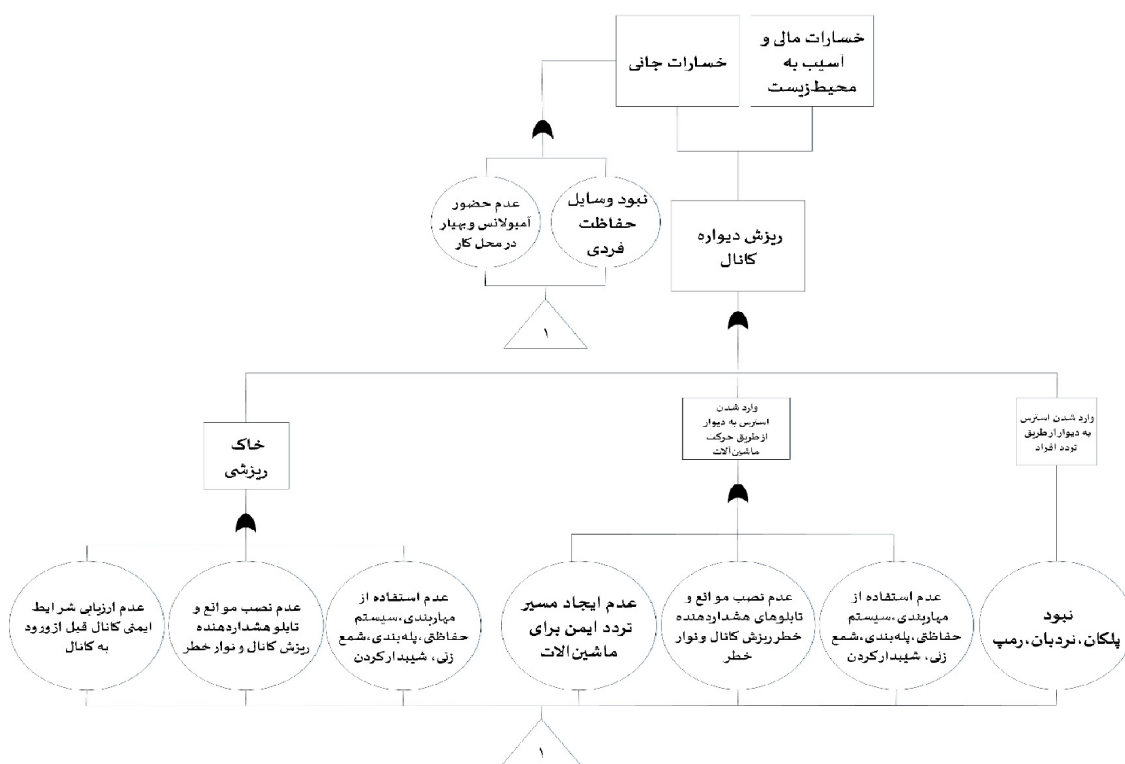 خسارات مالی و
آسیب به
محیط‌زیست
خسارات جانی
نبود وسایل
حفاظت
فردی
عدم حضور
آمبولانس و بهیار
در محل کار
۱
ریزش دیواره
کانال
وارد شدن استرس
به دیوار از طریق
تردد افراد
وارد شدن
استرس به دیوار
از طریق حرکت
ماشین‌آلات
خاک
ریزشی
نبود
پلکان، نردبان، رمپ
عدم استفاده از
مهاربندی، سیستم
حفاظتی، پله‌بندی، شمع
زنی، شیبدار کردن
عدم نصب موانع و
تابلوهای هشداردهنده
خطر ریزش کانال و نوار
خطر
عدم ایجاد مسیر
تردد ایمن برای
ماشین‌آلات
عدم استفاده از
مهاربندی، سیستم
حفاظتی، پله‌بندی، شمع
زنی، شیبدار کردن
عدم نصب موانع و
تابلو هشداردهنده
ریزش کانال و نوار خطر
عدم ارزیابی شرایط
ایمنی کانال قبل از ورود
به کانال
۱